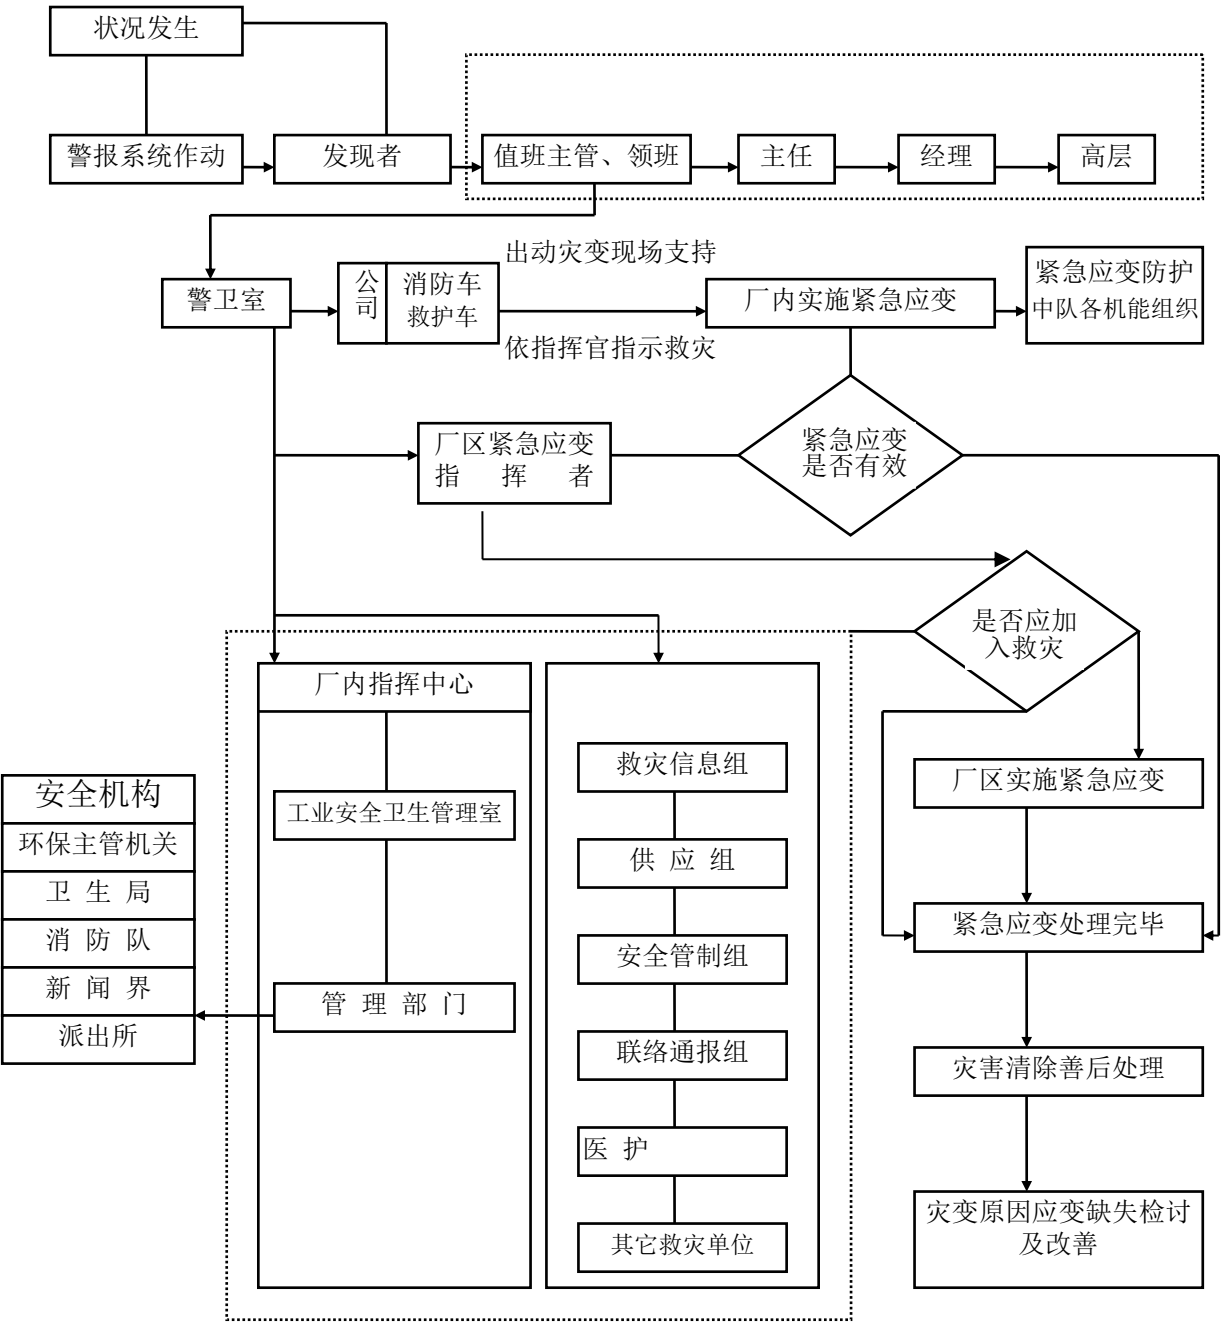 状况发生
警报系统作动
发现者
值班主管、领班
主任
经理
高层
出动灾变现场支持
警卫室
公
司
消防车
救护车
厂内实施紧急应变
紧急应变防护
中队各机能组织
依指挥官指示救灾
厂区紧急应变
指 挥 者
紧急应变
是否有效
是否应加
入救灾
厂内指挥中心
工业安全卫生管理室
管 理 部 门
救灾信息组
供 应 组
安全管制组
联络通报组
医 护
其它救灾单位
安全机构
环保主管机关
卫 生 局
消 防 队
新 闻 界
派出所
厂区实施紧急应变
紧急应变处理完毕
灾害清除善后处理
灾变原因应变缺失检讨
及改善